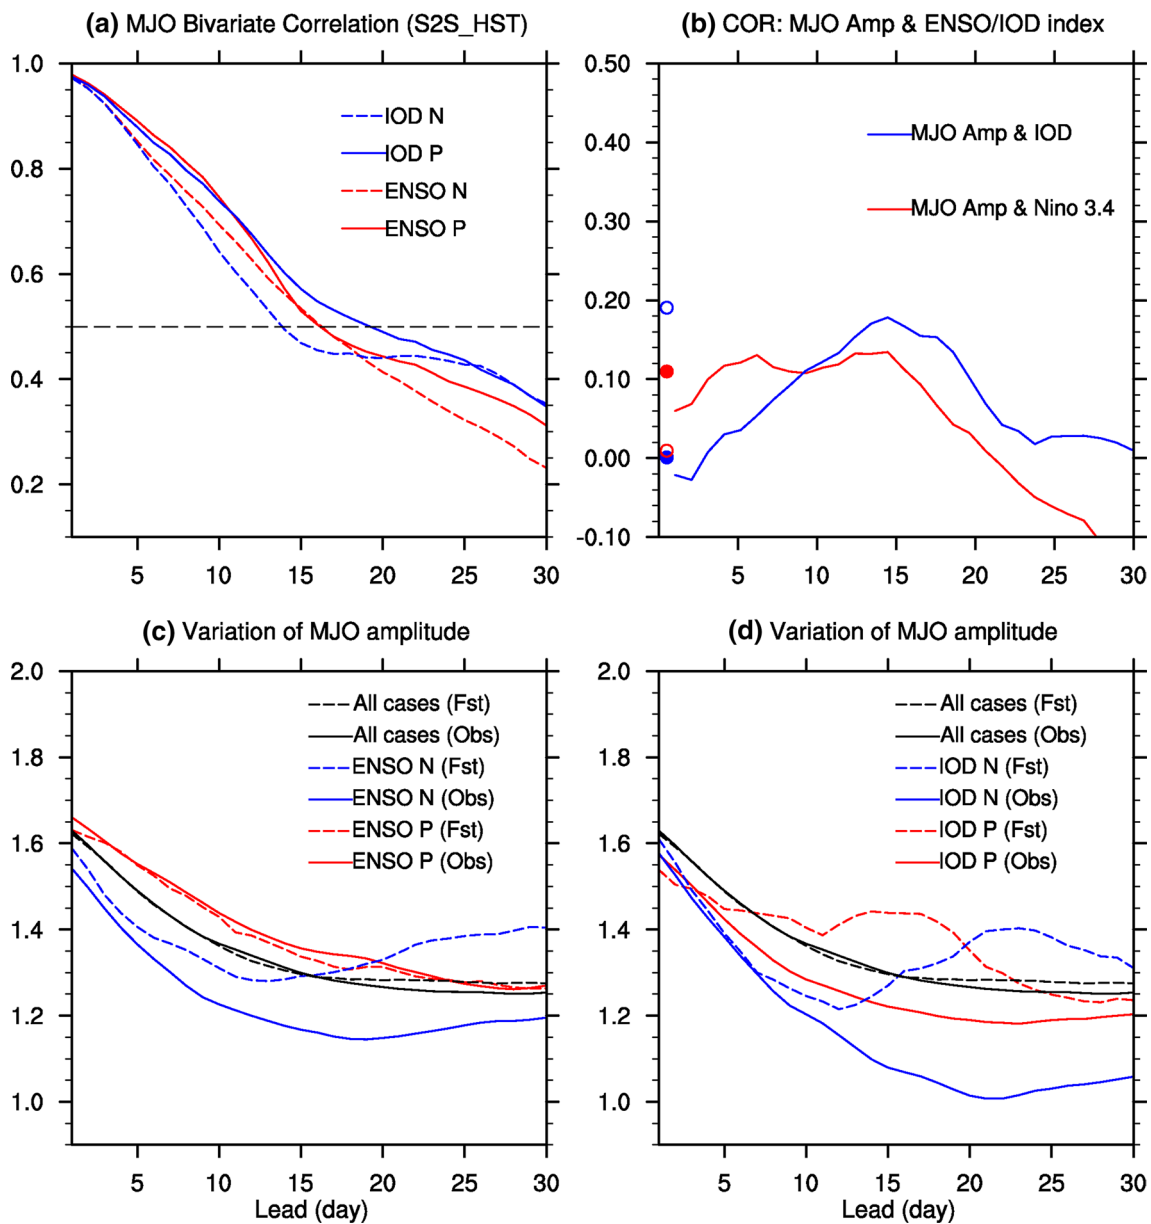 (a) MJO Bivariate Correlation (S2S_HST)
1.0
0.8
0.6
0.4
0.2
IOD N
IOD P
ENSO N
ENSO P
5 10 15 20 25 30
(b) COR: MJO Amp & ENSO/IOD index
0.50
0.40
0.30
0.20
0.10
0.00
-0.10
MJO Amp & IOD
MJO Amp & Nino 3.4
5 10 15 20 25 30
(c) Variation of MJO amplitude
2.0
1.8
1.6
1.4
1.2
1.0
All cases (Fst)
All cases (Obs)
ENSO N (Fst)
ENSO N (Obs)
ENSO P (Fst)
ENSO P (Obs)
5 10 15 20 25 30
Lead (day)
(d) Variation of MJO amplitude
2.0
1.8
1.6
1.4
1.2
1.0
All cases (Fst)
All cases (Obs)
IOD N (Fst)
IOD N (Obs)
IOD P (Fst)
IOD P (Obs)
5 10 15 20 25 30
Lead (day)